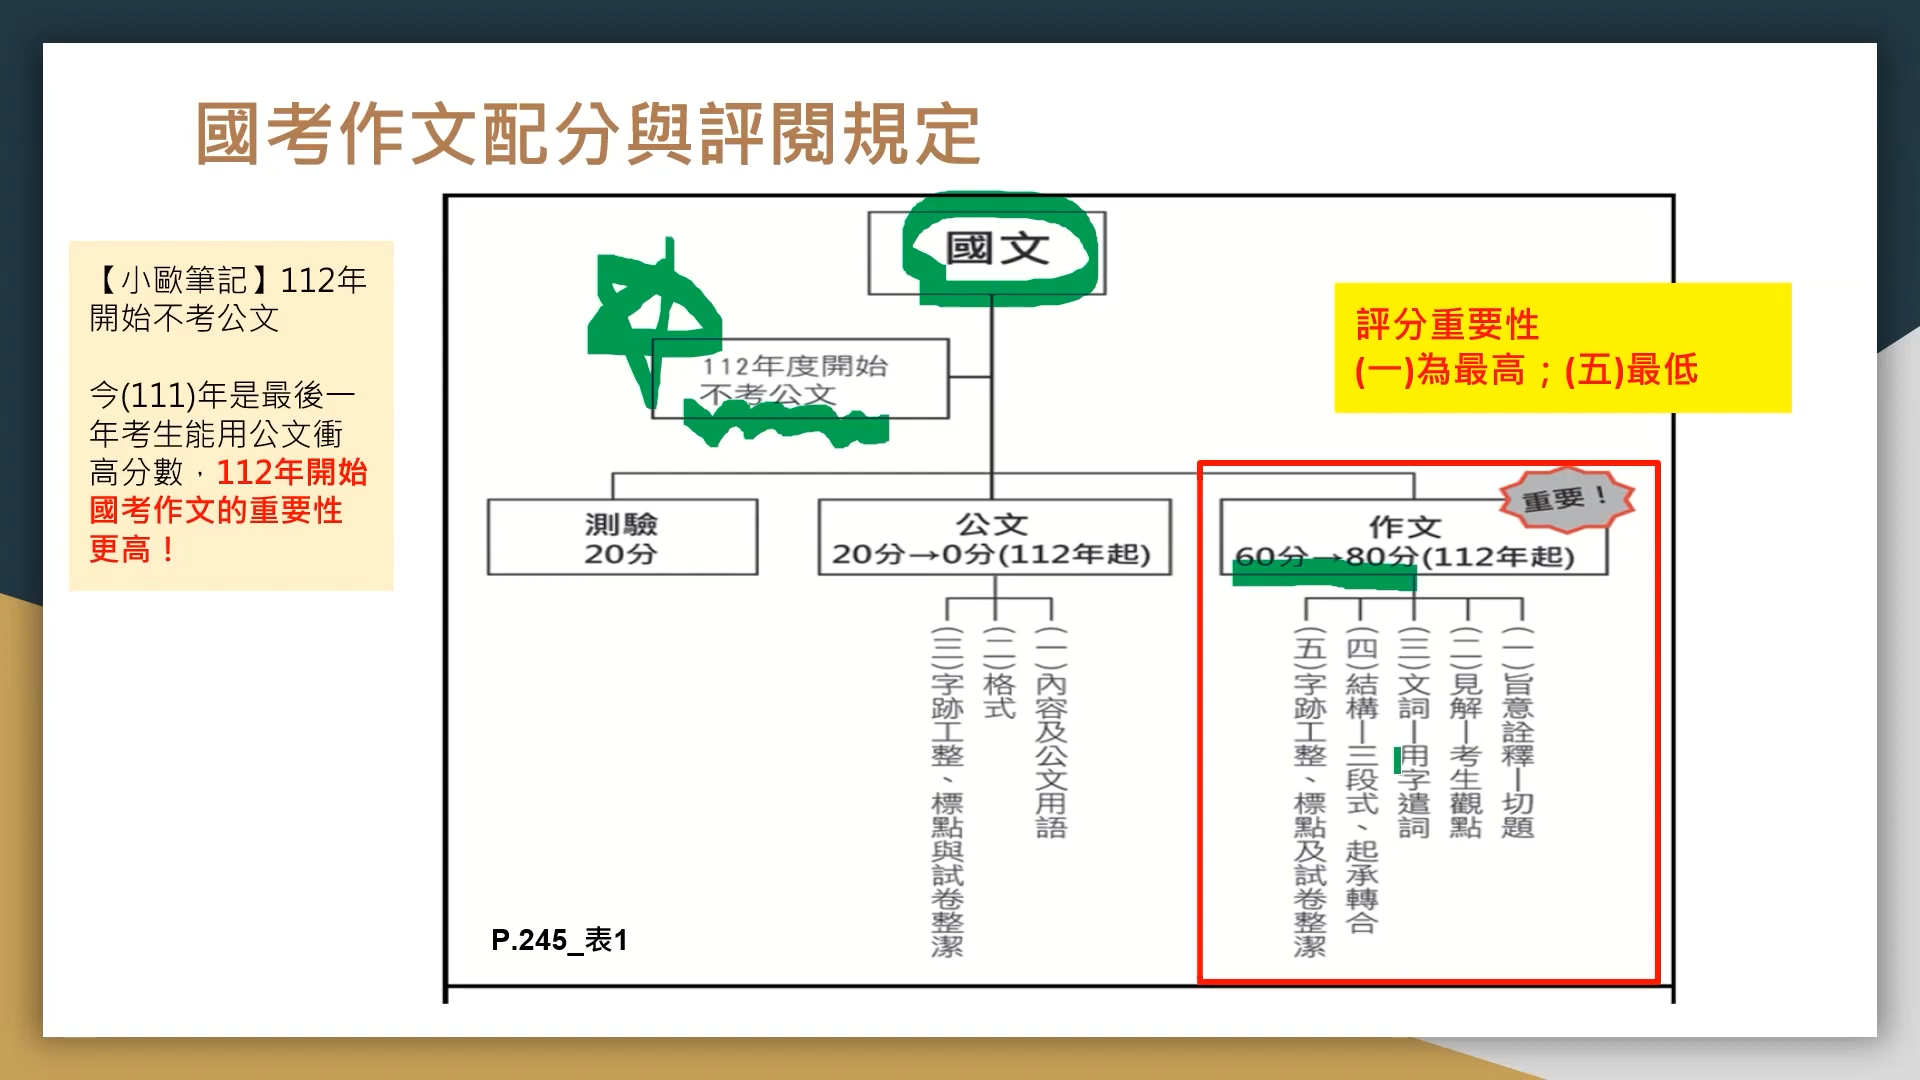 國考作文配分與評閱規定
【小歐筆記】112年
開始不考公文
今(111)年是最後一
年考生能用公文衝
高分數，112年開始
國考作文的重要性
更高！
國文
112年度開始
不考公文
評分重要性
(一)為最高；(五)最低
測驗
20分
公文
20分→0分(112年起)
作文
60分→80分(112年起)
重要！
(一)內容及公文用語
(二)格式
(三)字跡工整、標點與試卷整潔
(一)旨意詮釋—切題
(二)見解—考生觀點
(三)文詞—用字遣詞
(四)結構—三段式、起承轉合
(五)字跡工整、標點及試卷整潔
P.245_表1